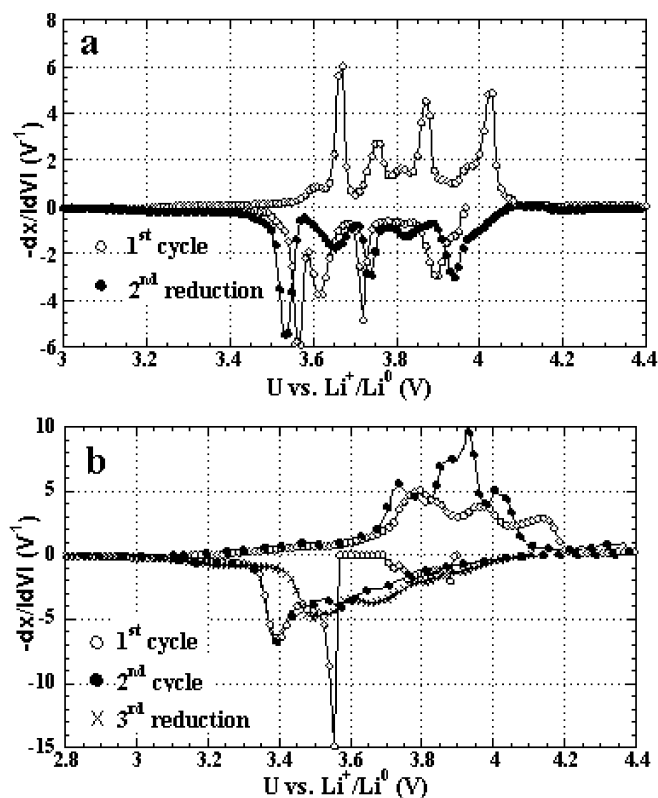 a
-dx/|dV| (V⁻¹)
8
6
4
2
0
-2
-4
-6
○ 1ˢᵗ cycle
● 2ⁿᵈ reduction
3 3.2 3.4 3.6 3.8 4 4.2 4.4
U vs. Li⁺/Li⁰ (V)
b
-dx/|dV| (V⁻¹)
10
5
0
-5
-10
-15
○ 1ˢᵗ cycle
● 2ⁿᵈ cycle
X 3ʳᵈ reduction
2.8 3 3.2 3.4 3.6 3.8 4 4.2 4.4
U vs. Li⁺/Li⁰ (V)